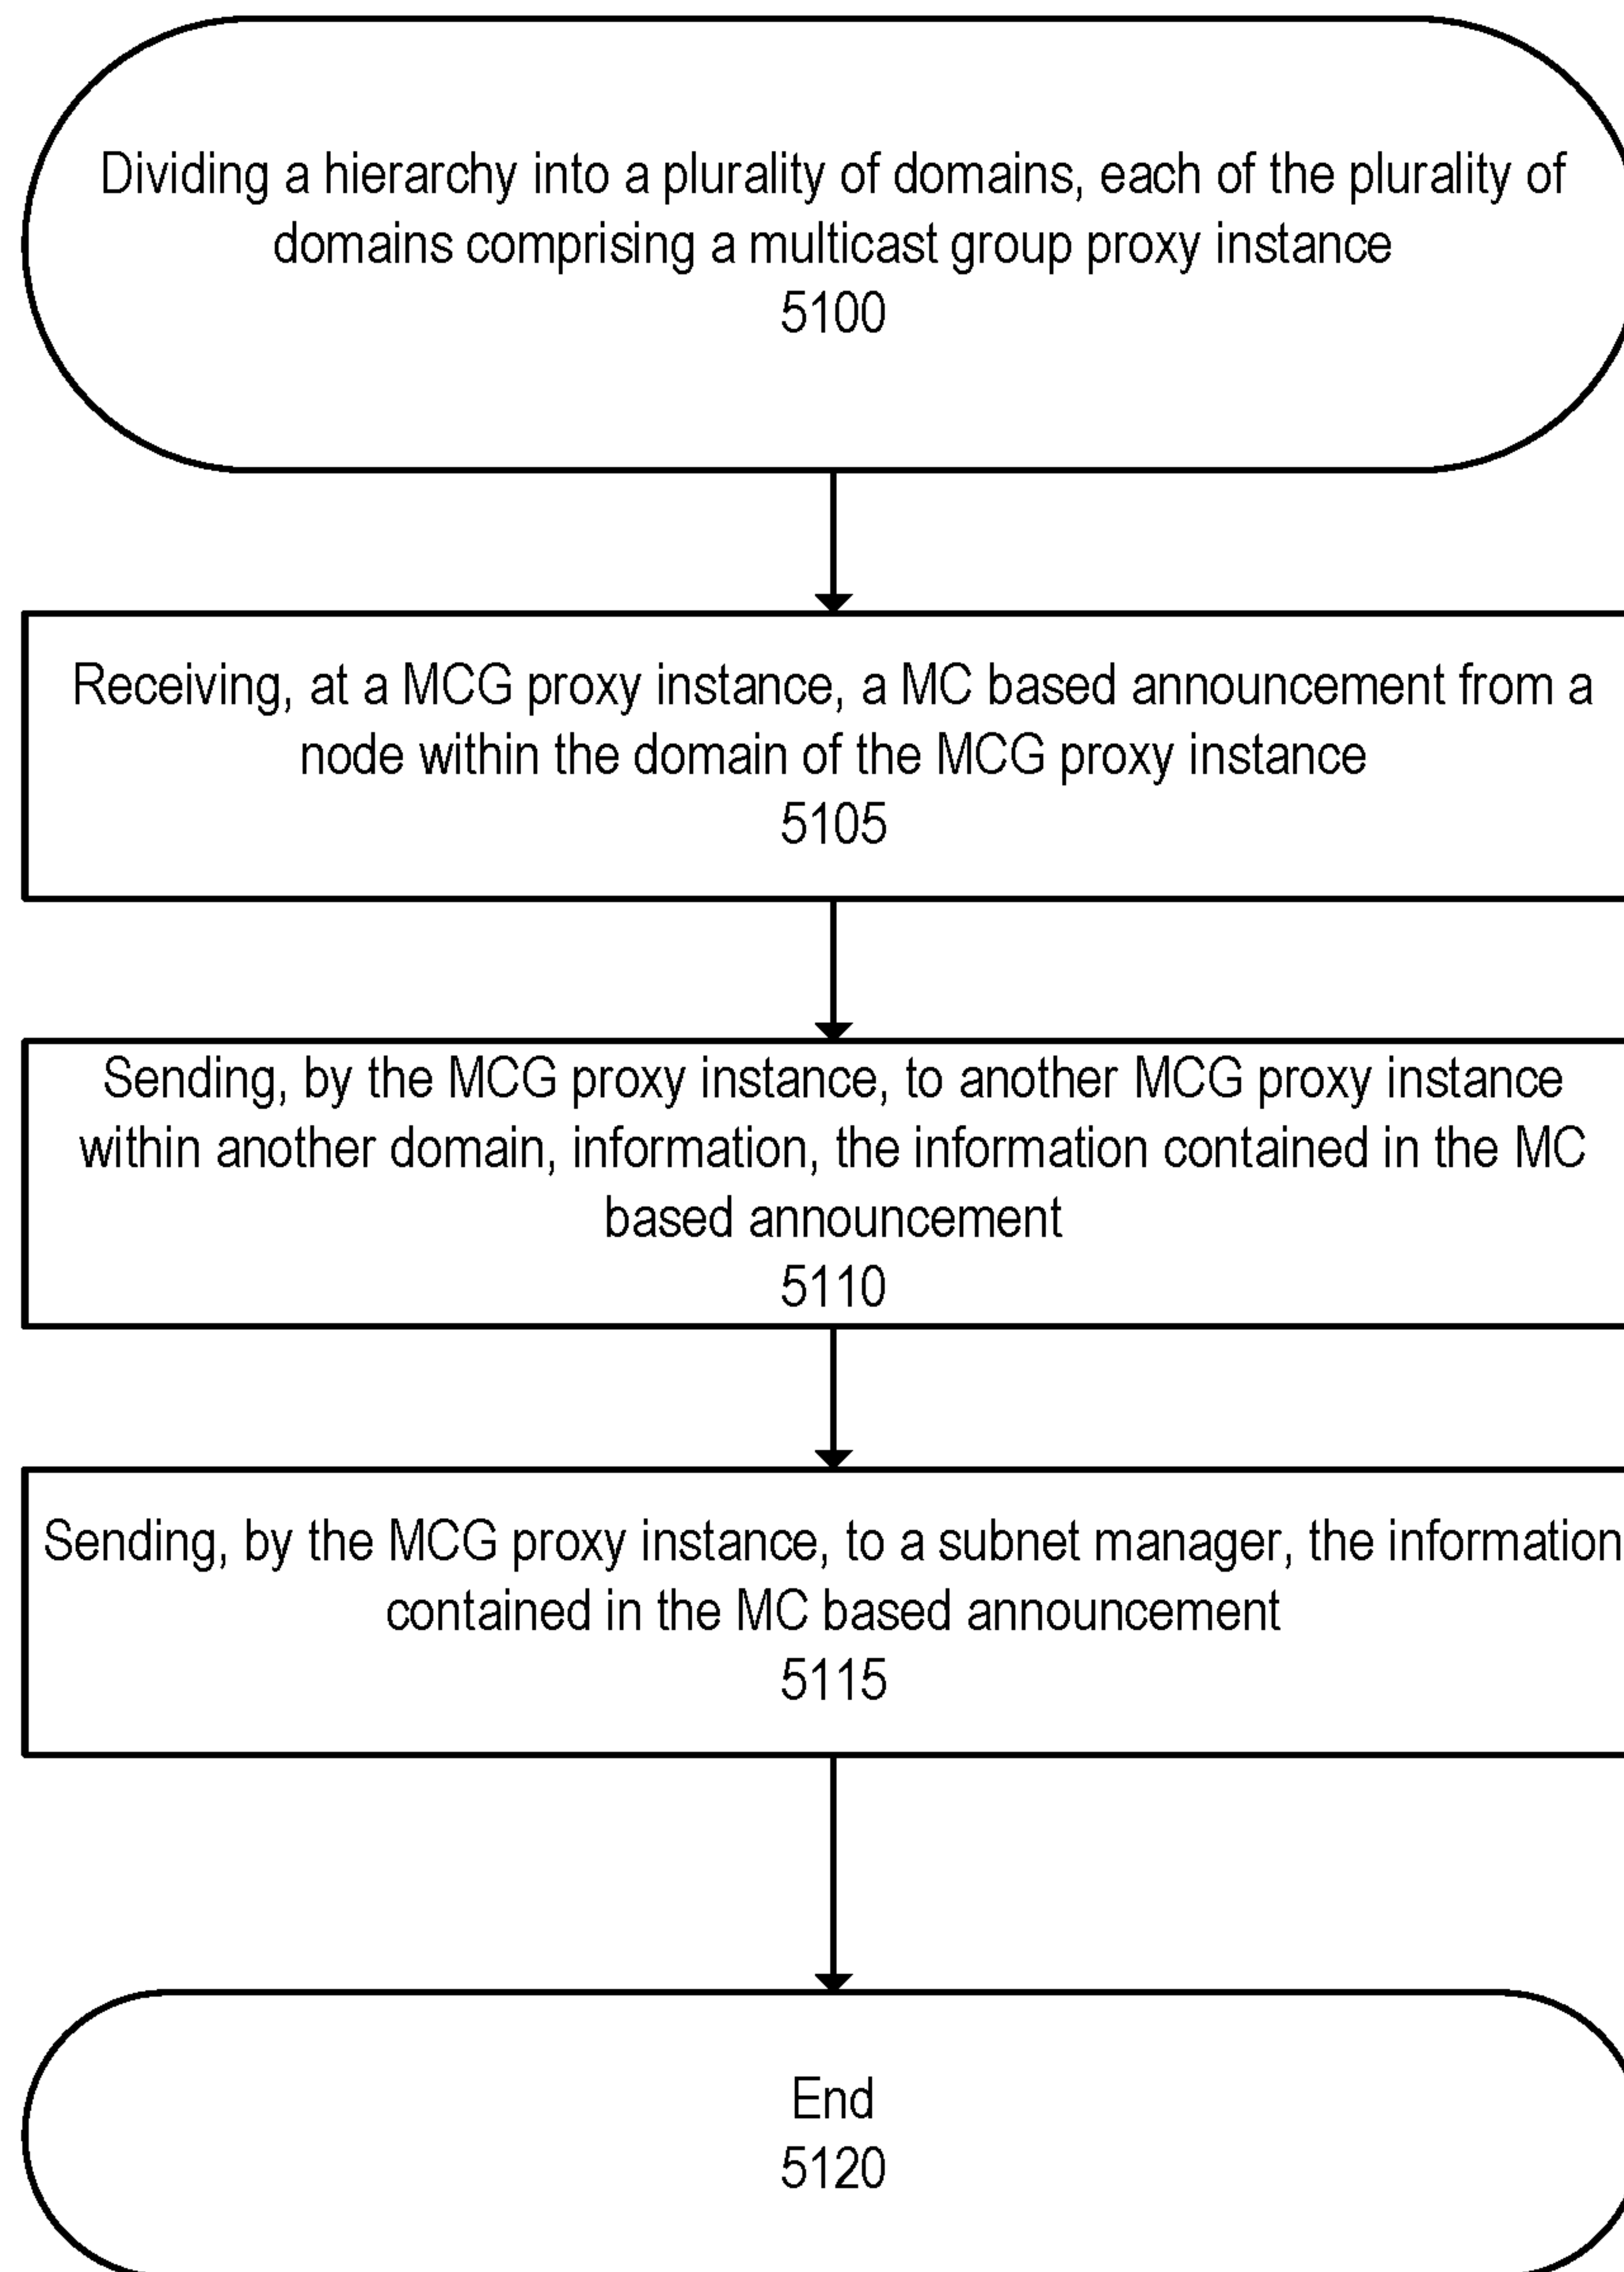 Dividing a hierarchy into a plurality of domains, each of the plurality of
domains comprising a multicast group proxy instance
5100
Receiving, at a MCG proxy instance, a MC based announcement from a
node within the domain of the MCG proxy instance
5105
Sending, by the MCG proxy instance, to another MCG proxy instance
within another domain, information, the information contained in the MC
based announcement
5110
Sending, by the MCG proxy instance, to a subnet manager, the information
contained in the MC based announcement
5115
End
5120